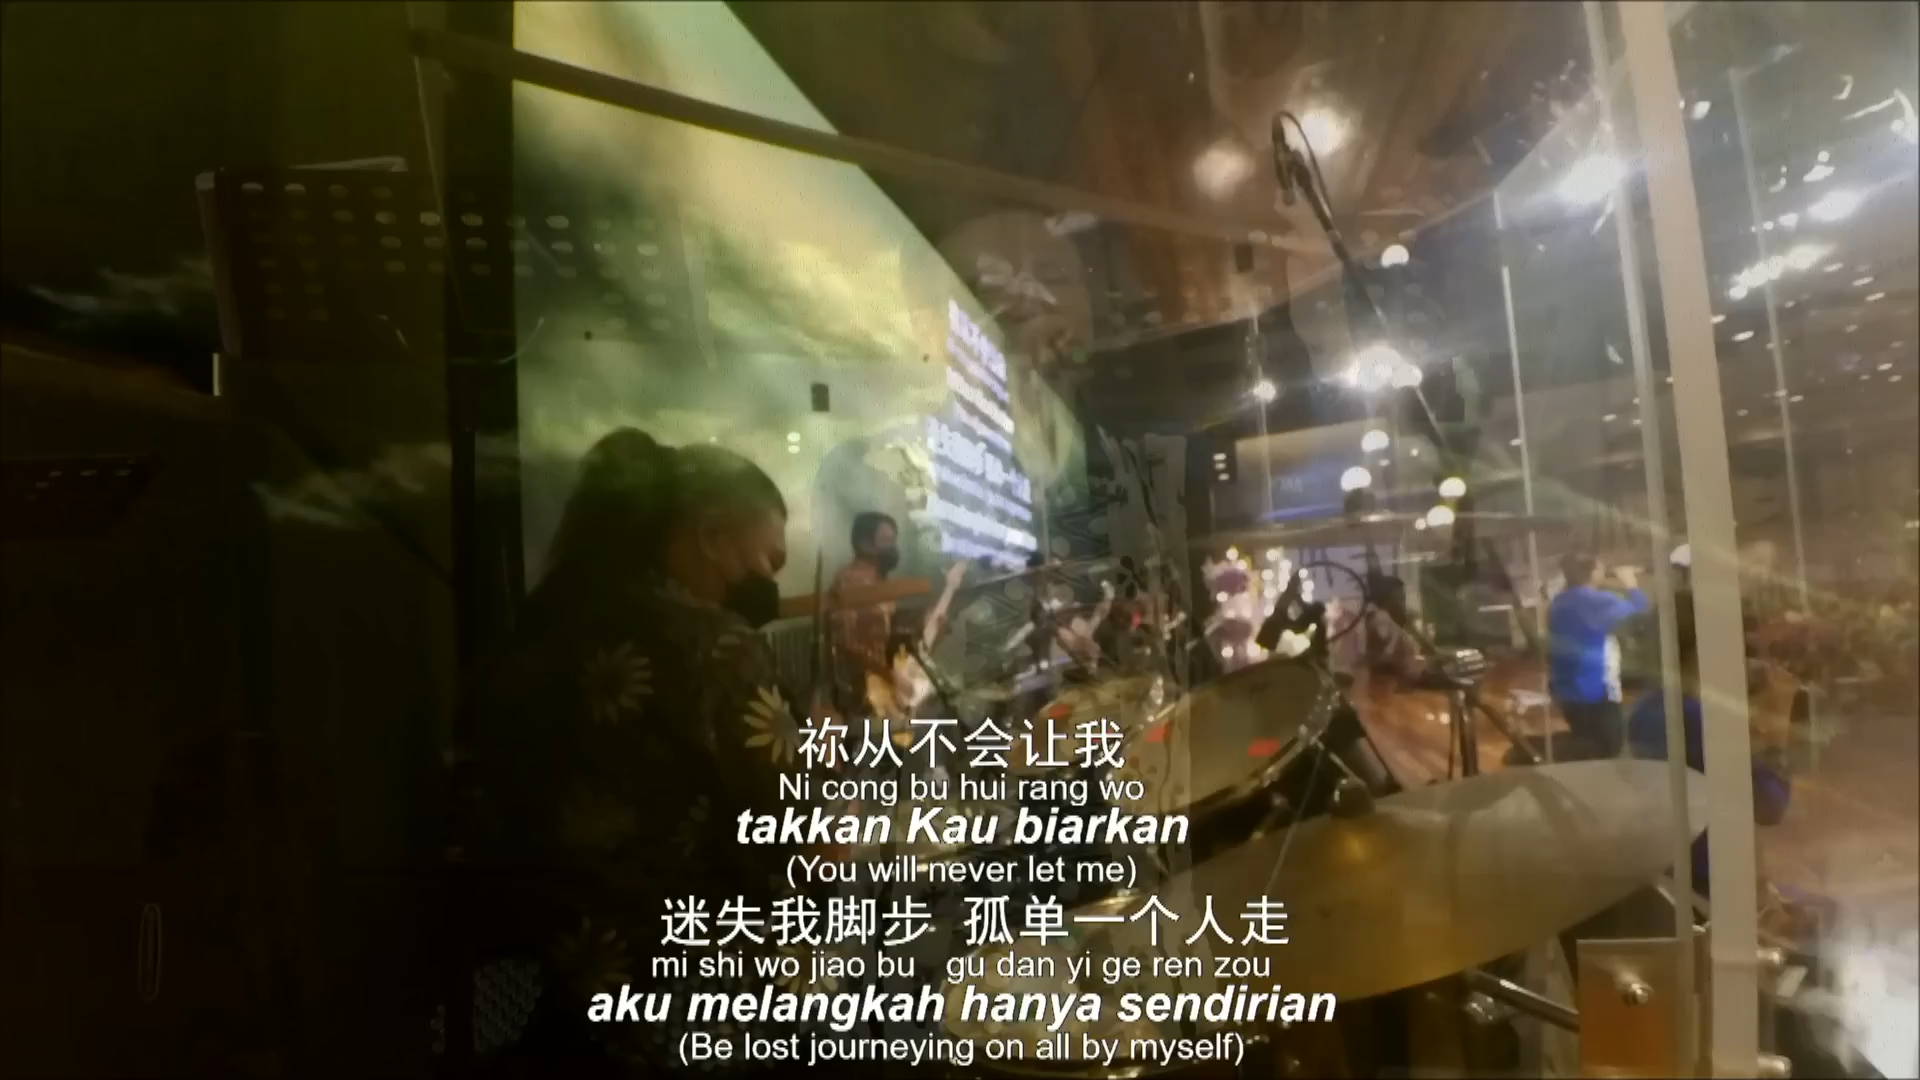 祢从不会让我
Ni cong bu hui rang wo
takkan Kau biarkan
(You will never let me)
迷失我脚步 孤单一个人走
mi shi wo jiao bu gu dan yi ge ren zou
aku melangkah hanya sendirian
(Be lost journeying on all by myself)